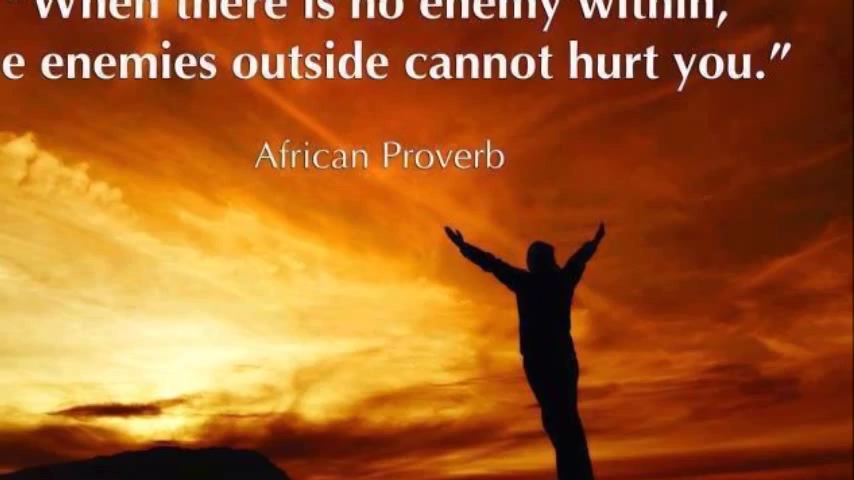 "When there is no enemy within,
e enemies outside cannot hurt you."
African Proverb